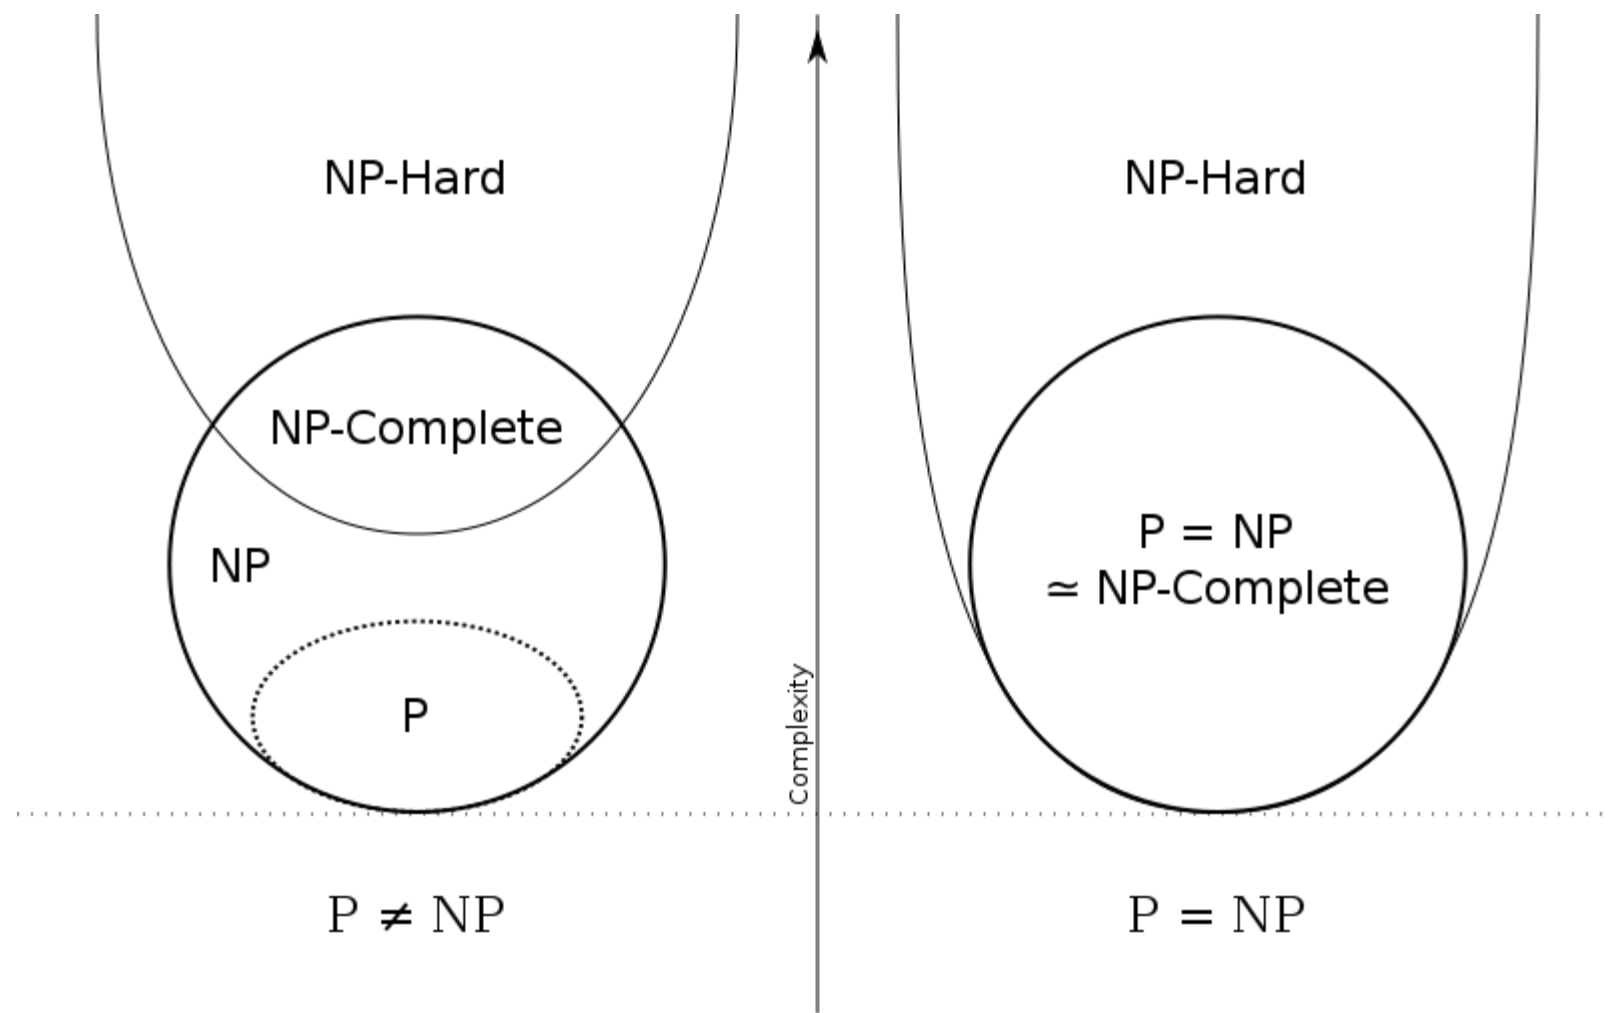 NP-Hard
NP-Complete
NP
P
P ≠ NP
Complexity
NP-Hard
P = NP
≃ NP-Complete
P = NP